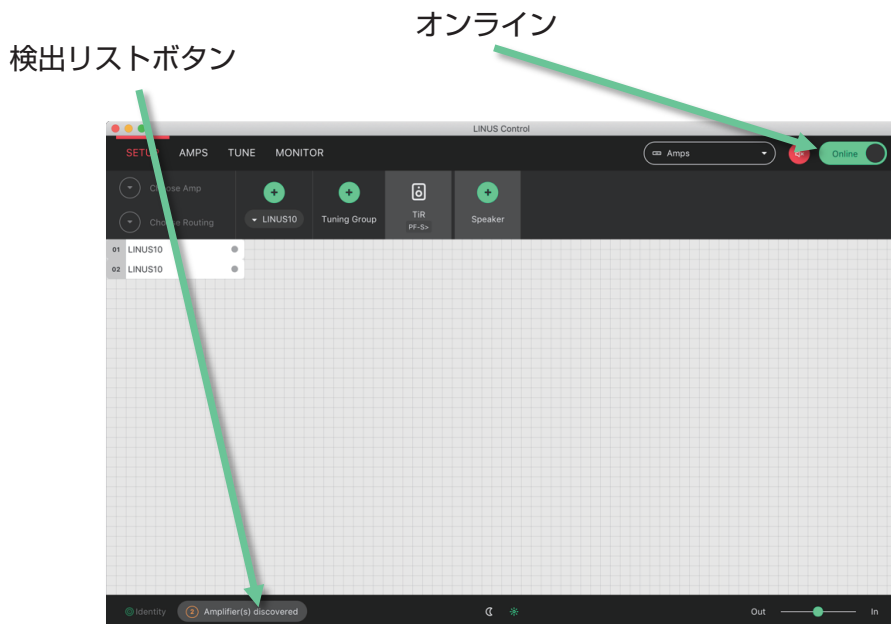 オンライン
検出リストボタン
LINUS Control
SETUP AMPS TUNE MONITOR
Amps
Online
Choose Amp
Choose Routing
LINUS10
Tuning Group
TiR
PF-S>
Speaker
01 LINUS10
02 LINUS10
Identity
2 Amplifier(s) discovered
Out In